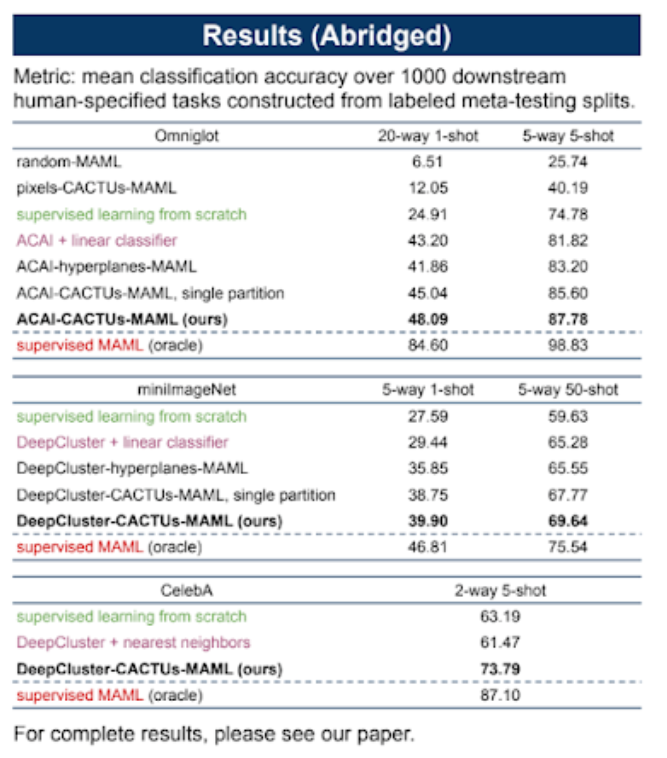 Results (Abridged)
Metric: mean classification accuracy over 1000 downstream
human-specified tasks constructed from labeled meta-testing splits.
Omniglot 20-way 1-shot 5-way 5-shot
random-MAML 6.51 25.74
pixels-CACTUs-MAML 12.05 40.19
supervised learning from scratch 24.91 74.78
ACAI + linear classifier 43.20 81.82
ACAI-hyperplanes-MAML 41.86 83.20
ACAI-CACTUs-MAML, single partition 45.04 85.60
ACAI-CACTUs-MAML (ours) 48.09 87.78
supervised MAML (oracle) 84.60 98.83
miniImageNet 5-way 1-shot 5-way 50-shot
supervised learning from scratch 27.59 59.63
DeepCluster + linear classifier 29.44 65.28
DeepCluster-hyperplanes-MAML 35.85 65.55
DeepCluster-CACTUs-MAML, single partition 38.75 67.77
DeepCluster-CACTUs-MAML (ours) 39.90 69.64
supervised MAML (oracle) 46.81 75.54
CelebA 2-way 5-shot
supervised learning from scratch 63.19
DeepCluster + nearest neighbors 61.47
DeepCluster-CACTUs-MAML (ours) 73.79
supervised MAML (oracle) 87.10
For complete results, please see our paper.